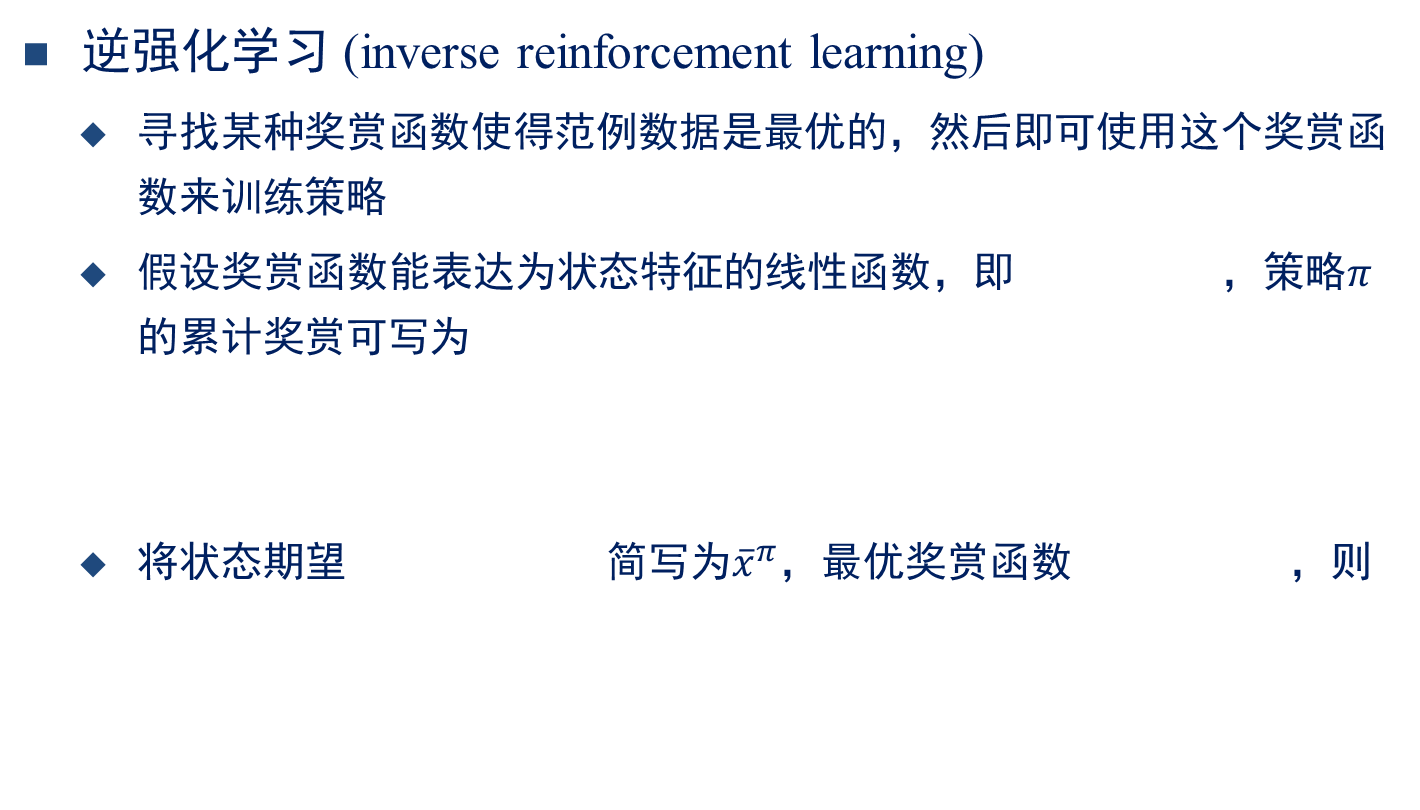 ■ 逆强化学习 (inverse reinforcement learning)
◆ 寻找某种奖赏函数使得范例数据是最优的，然后即可使用这个奖赏函
数来训练策略
◆ 假设奖赏函数能表达为状态特征的线性函数，即 ，策略π
的累计奖赏可写为
◆ 将状态期望 简写为x̄^π，最优奖赏函数 ，则